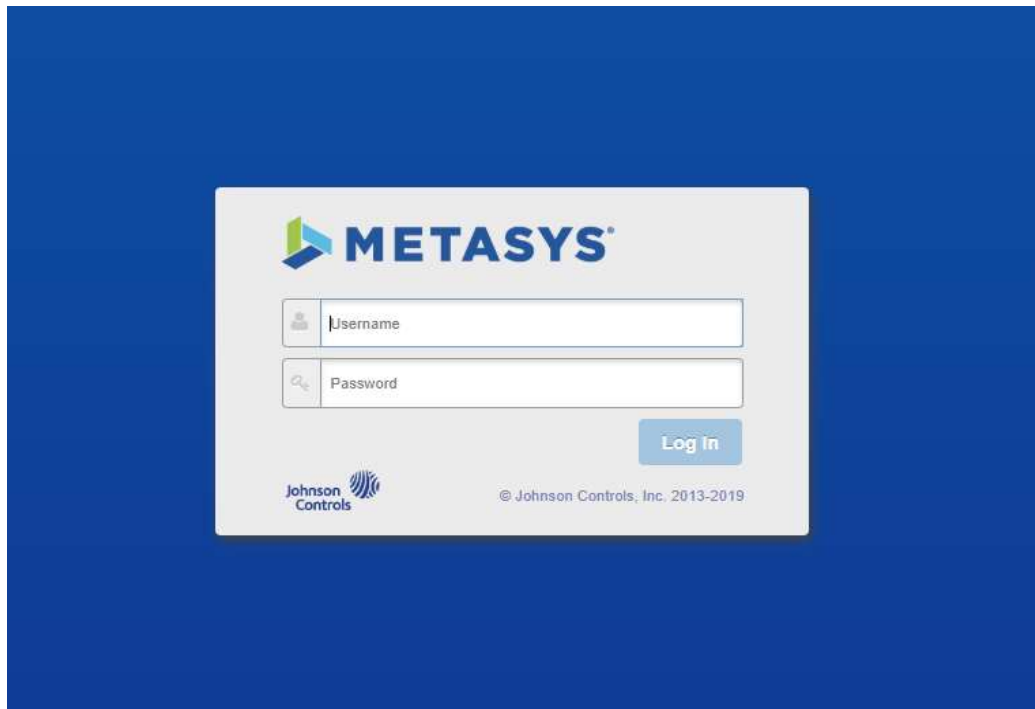 METASYS®
Username
Password
Log In
Johnson
Controls
© Johnson Controls, Inc. 2013-2019